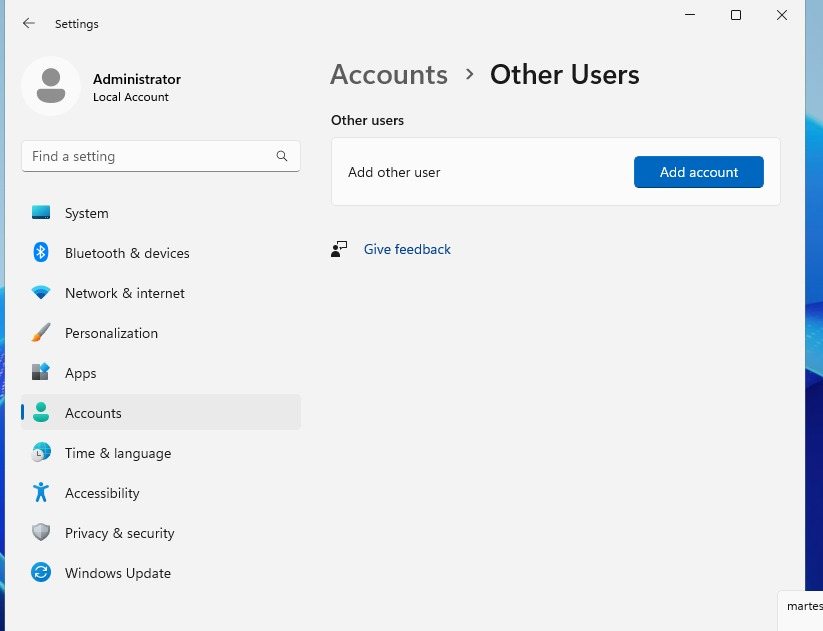 Settings
Administrator
Local Account
Find a setting
System
Bluetooth & devices
Network & internet
Personalization
Apps
Accounts
Time & language
Accessibility
Privacy & security
Windows Update
Accounts › Other Users
Other users
Add other user
Add account
Give feedback
martes